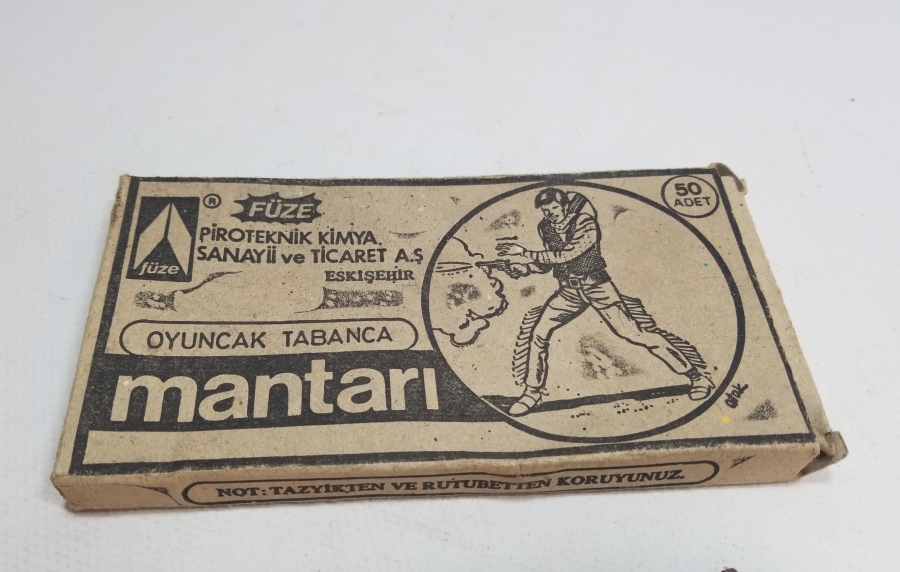 füze
®
FÜZE
PİROTEKNİK KİMYA.
SANAYİİ ve TİCARET A.Ş
ESKİŞEHİR
50
ADET
OYUNCAK TABANCA
mantarı
NOT: TAZYİKTEN VE RUTUBETTEN KORUYUNUZ.